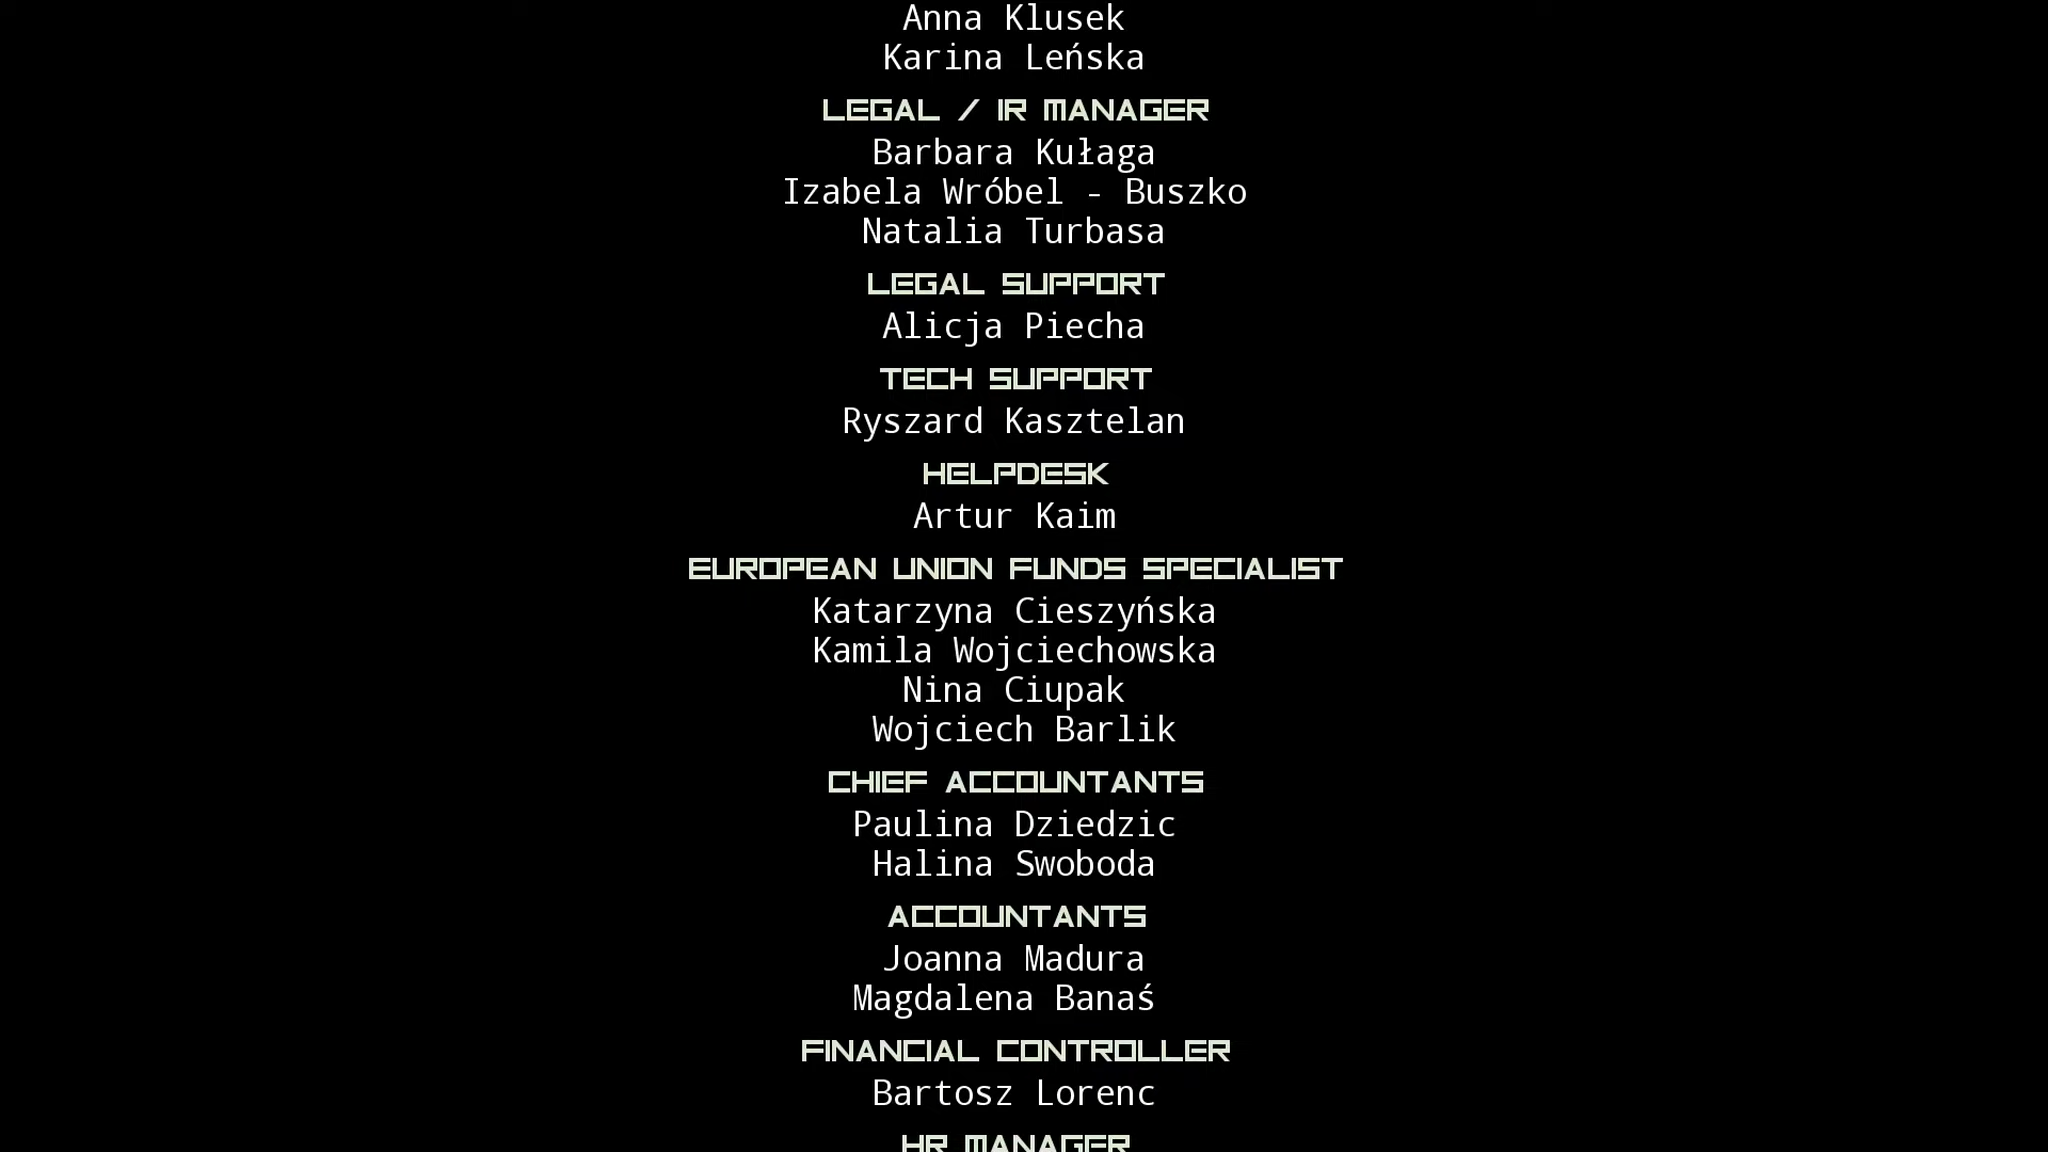 Anna Klusek
Karina Leńska
LEGAL / IR MANAGER
Barbara Kułaga
Izabela Wróbel - Buszko
Natalia Turbasa
LEGAL SUPPORT
Alicja Piecha
TECH SUPPORT
Ryszard Kasztelan
HELPDESK
Artur Kaim
EUROPEAN UNION FUNDS SPECIALIST
Katarzyna Cieszyńska
Kamila Wojciechowska
Nina Ciupak
Wojciech Barlik
CHIEF ACCOUNTANTS
Paulina Dziedzic
Halina Swoboda
ACCOUNTANTS
Joanna Madura
Magdalena Banaś
FINANCIAL CONTROLLER
Bartosz Lorenc
HR MANAGER